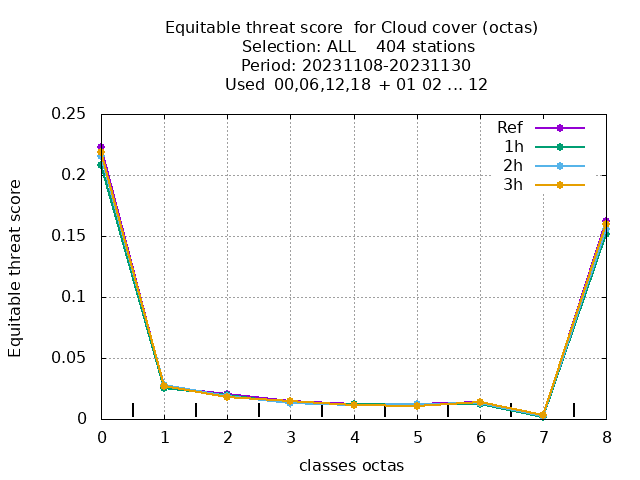 Equitable threat score for Cloud cover (octas)
Selection: ALL 404 stations
Period: 20231108-20231130
Used 00,06,12,18 + 01 02 ... 12
Ref
1h
2h
3h
Equitable threat score
0.25
0.2
0.15
0.1
0.05
0
0 1 2 3 4 5 6 7 8
classes octas